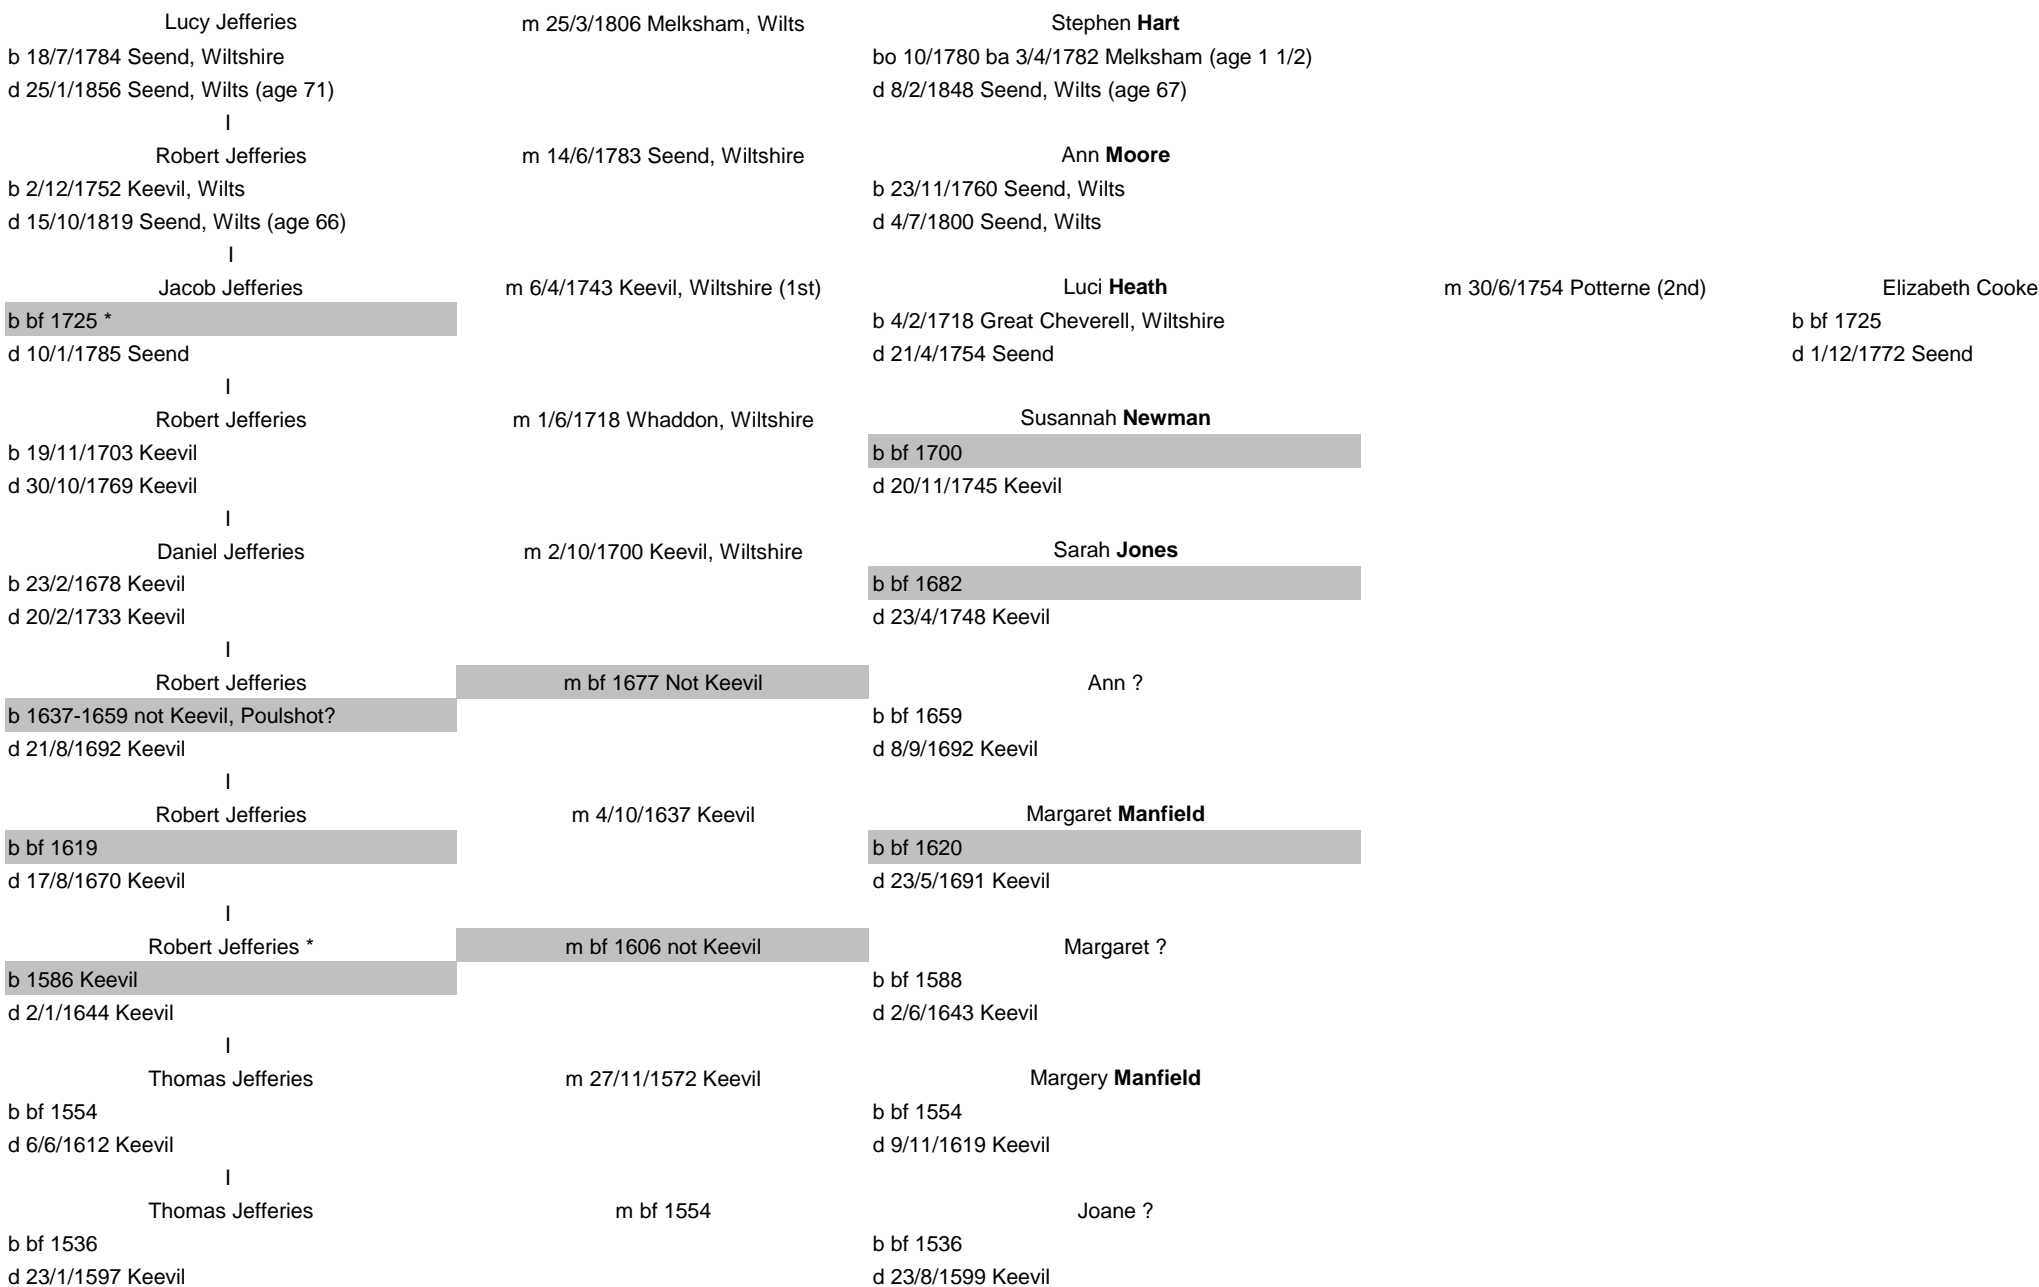 Lucy Jefferies m 25/3/1806 Melksham, Wilts Stephen Hart
b 18/7/1784 Seend, Wiltshire bo 10/1780 ba 3/4/1782 Melksham (age 1 1/2)
d 25/1/1856 Seend, Wilts (age 71) d 8/2/1848 Seend, Wilts (age 67)
I
Robert Jefferies m 14/6/1783 Seend, Wiltshire Ann Moore
b 2/12/1752 Keevil, Wilts b 23/11/1760 Seend, Wilts
d 15/10/1819 Seend, Wilts (age 66) d 4/7/1800 Seend, Wilts
I
Jacob Jefferies m 6/4/1743 Keevil, Wiltshire (1st) Luci Heath m 30/6/1754 Potterne (2nd) Elizabeth Cooke
b bf 1725 * b 4/2/1718 Great Cheverell, Wiltshire b bf 1725
d 10/1/1785 Seend d 21/4/1754 Seend d 1/12/1772 Seend
I
Robert Jefferies m 1/6/1718 Whaddon, Wiltshire Susannah Newman
b 19/11/1703 Keevil b bf 1700
d 30/10/1769 Keevil d 20/11/1745 Keevil
I
Daniel Jefferies m 2/10/1700 Keevil, Wiltshire Sarah Jones
b 23/2/1678 Keevil b bf 1682
d 20/2/1733 Keevil d 23/4/1748 Keevil
I
Robert Jefferies m bf 1677 Not Keevil Ann ?
b 1637-1659 not Keevil, Poulshot? b bf 1659
d 21/8/1692 Keevil d 8/9/1692 Keevil
I
Robert Jefferies m 4/10/1637 Keevil Margaret Manfield
b bf 1619 b bf 1620
d 17/8/1670 Keevil d 23/5/1691 Keevil
I
Robert Jefferies * m bf 1606 not Keevil Margaret ?
b 1586 Keevil b bf 1588
d 2/1/1644 Keevil d 2/6/1643 Keevil
I
Thomas Jefferies m 27/11/1572 Keevil Margery Manfield
b bf 1554 b bf 1554
d 6/6/1612 Keevil d 9/11/1619 Keevil
I
Thomas Jefferies m bf 1554 Joane ?
b bf 1536 b bf 1536
d 23/1/1597 Keevil d 23/8/1599 Keevil